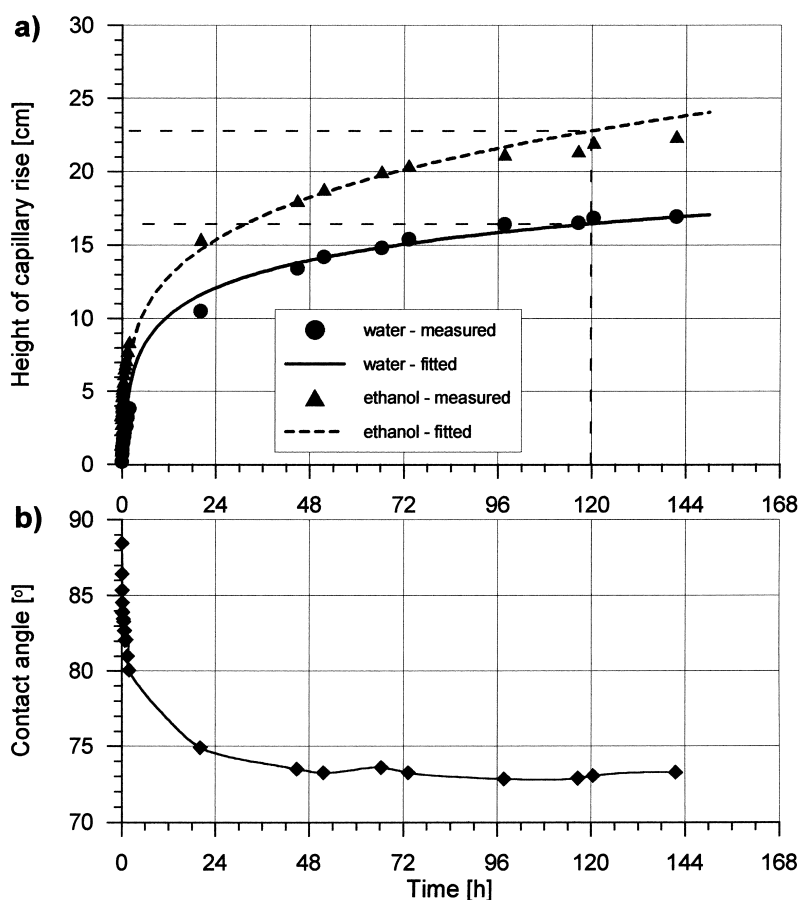 a)
Height of capillary rise [cm]
30
25
20
15
10
5
0
water - measured
water - fitted
ethanol - measured
ethanol - fitted
0 24 48 72 96 120 144 168
b)
Contact angle [º]
90
85
80
75
70
0 24 48 72 96 120 144 168
Time [h]